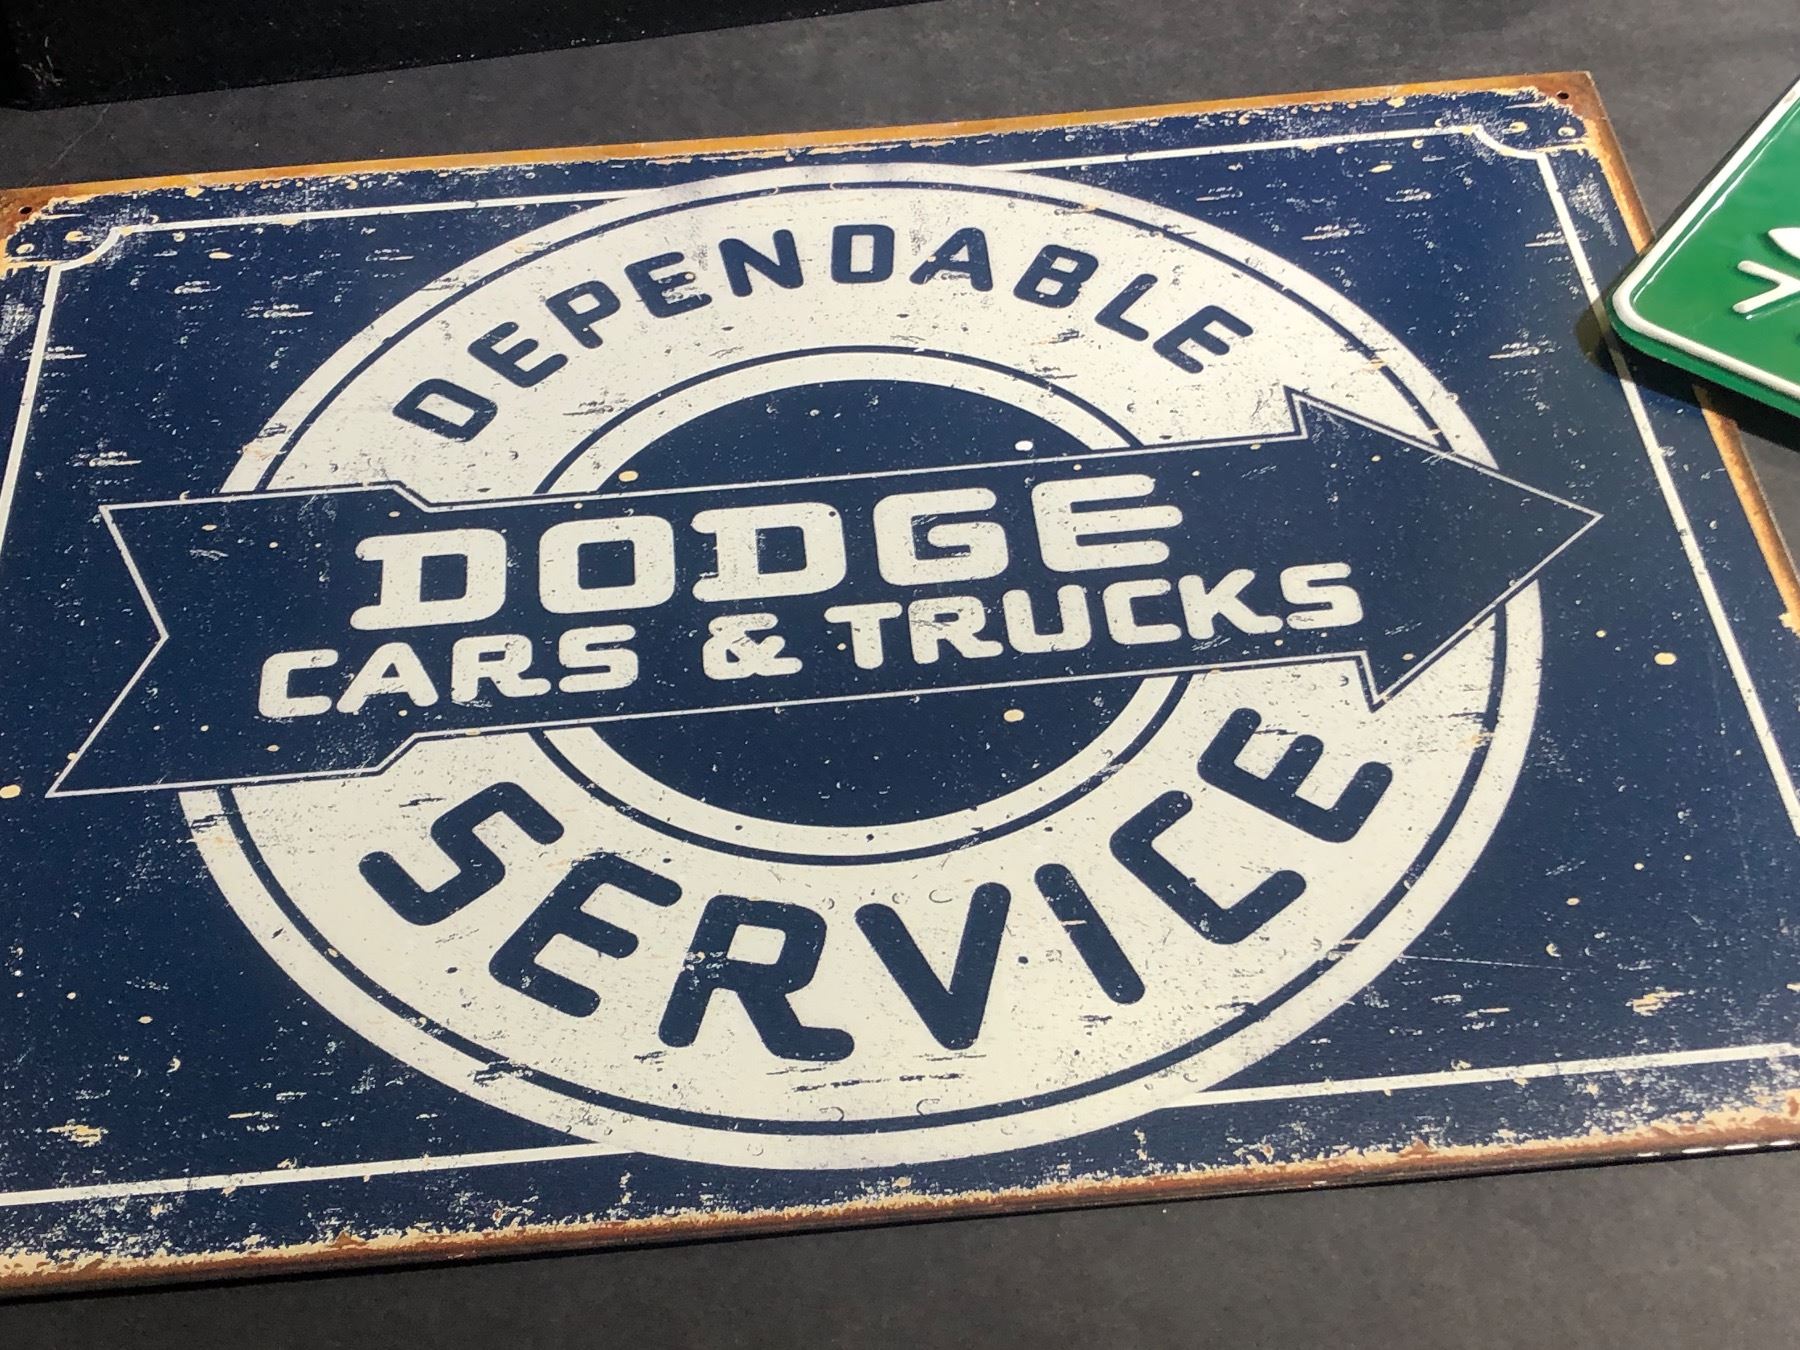 DEPENDABLE
DODGE
CARS & TRUCKS
SERVICE